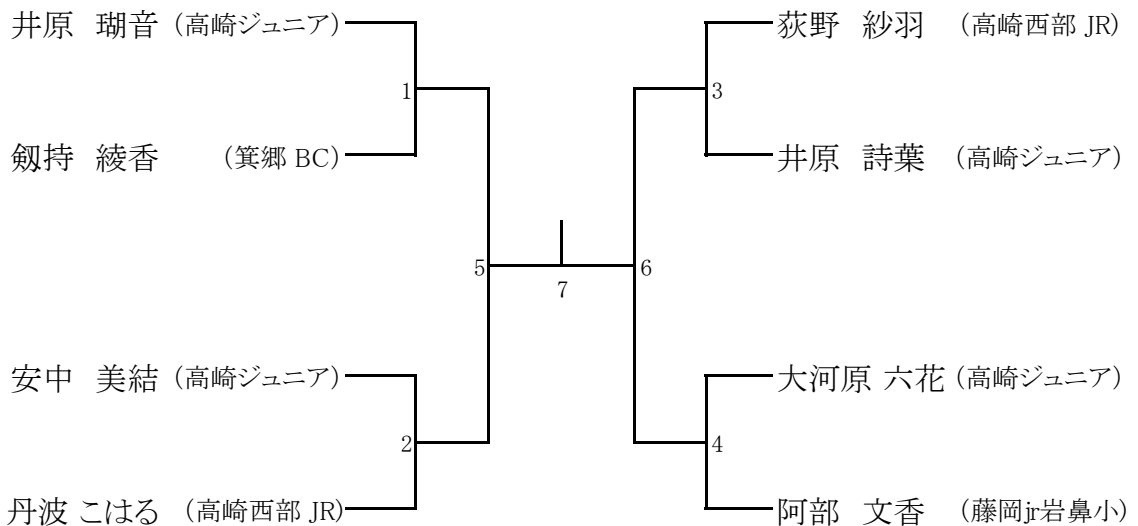 井原 瑚音 (高崎ジュニア)
1
劔持 綾香 (箕郷 BC)
5
安中 美結 (高崎ジュニア)
2
丹波 こはる (高崎西部 JR)
7
荻野 紗羽 (高崎西部 JR)
3
井原 詩葉 (高崎ジュニア)
6
大河原 六花 (高崎ジュニア)
4
阿部 文香 (藤岡jr岩鼻小)